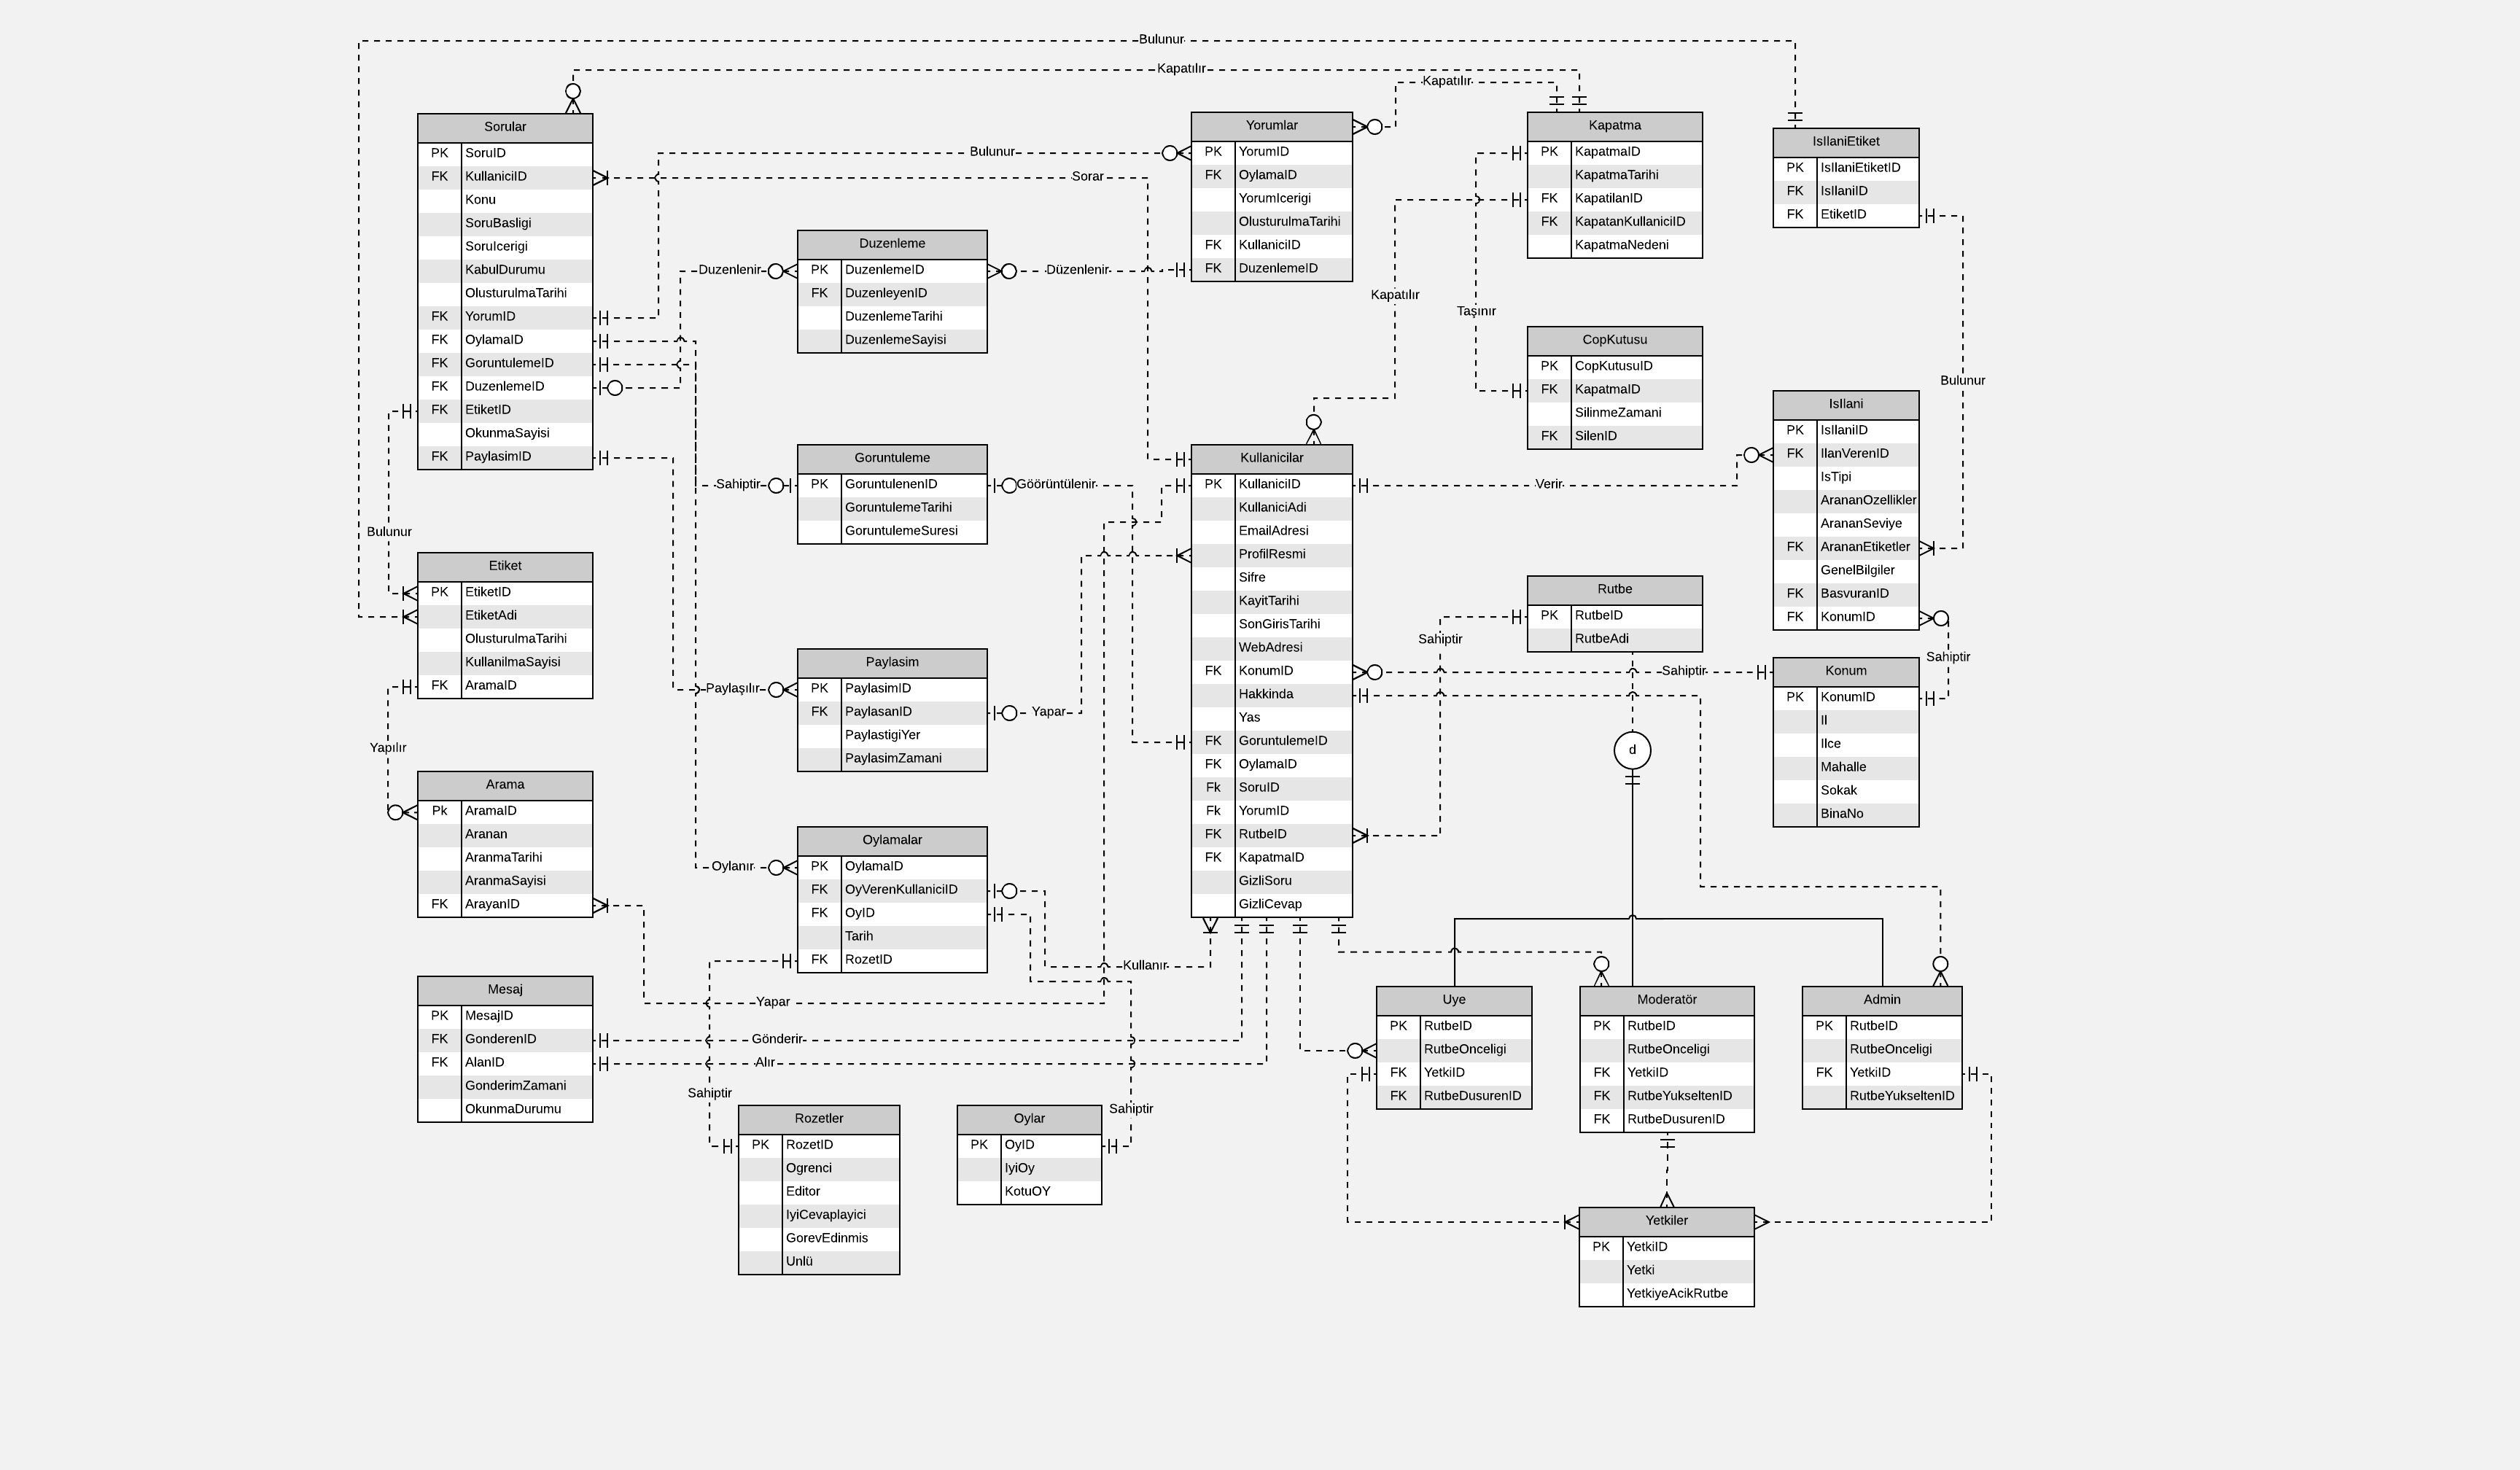 Bulunur
Kapatılır
Kapatılır
Sorular
PK SoruID
FK KullaniciID
Konu
SoruBasligi
SoruIcerigi
KabulDurumu
OlusturulmaTarihi
FK YorumID
FK OylamaID
FK GoruntulemeID
FK DuzenlemeID
FK EtiketID
OkunmaSayisi
FK PaylasimID
Bulunur
Sorar
Duzenlenir
Düzenlenir
Yorumlar
PK YorumID
FK OylamaID
YorumIcerigi
OlusturulmaTarihi
FK KullaniciID
FK DuzenlemeID
Kapatma
PK KapatmaID
KapatmaTarihi
FK KapatilanID
FK KapatanKullaniciID
KapatmaNedeni
IsIlaniEtiket
PK IsIlaniEtiketID
FK IsIlaniID
FK EtiketID
Duzenleme
PK DuzenlemeID
FK DuzenleyenID
DuzenlemeTarihi
DuzenlemeSayisi
Kapatılır
Taşınır
Bulunur
CopKutusu
PK CopKutusuID
FK KapatmaID
SilinmeZamani
FK SilenID
IsIlani
PK IsIlaniID
FK IlanVerenID
IsTipi
ArananOzellikler
ArananSeviye
FK ArananEtiketler
GenelBilgiler
FK BasvuranID
FK KonumID
Goruntuleme
PK GoruntulenenID
GoruntulemeTarihi
GoruntulemeSuresi
Sahiptir
Göörüntülenir
Verir
Kullanicilar
PK KullaniciID
KullaniciAdi
EmailAdresi
ProfilResmi
Sifre
KayitTarihi
SonGirisTarihi
WebAdresi
FK KonumID
Hakkinda
Yas
FK GoruntulemeID
FK OylamaID
Fk SoruID
Fk YorumID
FK RutbeID
FK KapatmaID
GizliSoru
GizliCevap
Bulunur
Etiket
PK EtiketID
EtiketAdi
OlusturulmaTarihi
KullanilmaSayisi
FK AramaID
Rutbe
PK RutbeID
RutbeAdi
Sahiptir
Sahiptir
Sahiptir
Konum
PK KonumID
Il
Ilce
Mahalle
Sokak
BinaNo
Paylasim
PK PaylasimID
FK PaylasanID
PaylastigiYer
PaylasimZamani
Paylaşılır
Yapar
Yapılır
d
Arama
Pk AramaID
Aranan
AranmaTarihi
AranmaSayisi
FK ArayanID
Oylamalar
PK OylamaID
FK OyVerenKullaniciID
FK OyID
Tarih
FK RozetID
Oylanır
Kullanır
Yapar
Gönderir
Alır
Mesaj
PK MesajID
FK GonderenID
FK AlanID
GonderimZamani
OkunmaDurumu
Uye
PK RutbeID
RutbeOnceligi
FK YetkiID
FK RutbeDusurenID
Moderatör
PK RutbeID
RutbeOnceligi
FK YetkiID
FK RutbeYukseltenID
FK RutbeDusurenID
Admin
PK RutbeID
RutbeOnceligi
FK YetkiID
RutbeYukseltenID
Sahiptir
Sahiptir
Rozetler
PK RozetID
Ogrenci
Editor
IyiCevaplayici
GorevEdinmis
Unlü
Oylar
PK OyID
IyiOy
KotuOY
Yetkiler
PK YetkiID
Yetki
YetkiyeAcikRutbe